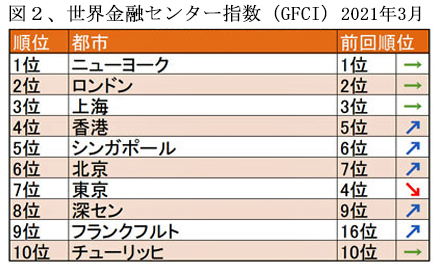 図2、世界金融センター指数（GFCI）2021年3月
順位 都市 前回順位
1位 ニューヨーク 1位 →
2位 ロンドン 2位 →
3位 上海 3位 →
4位 香港 5位 ↗
5位 シンガポール 6位 ↗
6位 北京 7位 ↗
7位 東京 4位 ↘
8位 深セン 9位 ↗
9位 フランクフルト 16位 ↗
10位 チューリッヒ 10位 →